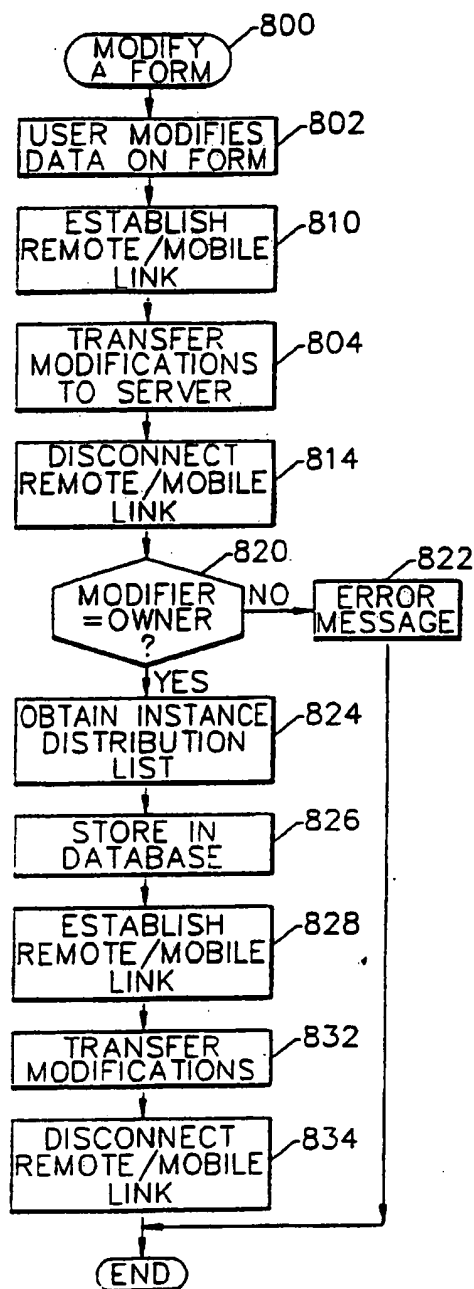 MODIFY
A FORM
800
USER MODIFIES
DATA ON FORM
802
ESTABLISH
REMOTE/MOBILE
LINK
810
TRANSFER
MODIFICATIONS
TO SERVER
804
DISCONNECT
REMOTE/MOBILE
LINK
814
MODIFIER
=OWNER
?
820
NO
ERROR
MESSAGE
822
YES
OBTAIN INSTANCE
DISTRIBUTION
LIST
824
STORE IN
DATABASE
826
ESTABLISH
REMOTE/MOBILE
LINK
828
TRANSFER
MODIFICATIONS
832
DISCONNECT
REMOTE/MOBILE
LINK
834
END